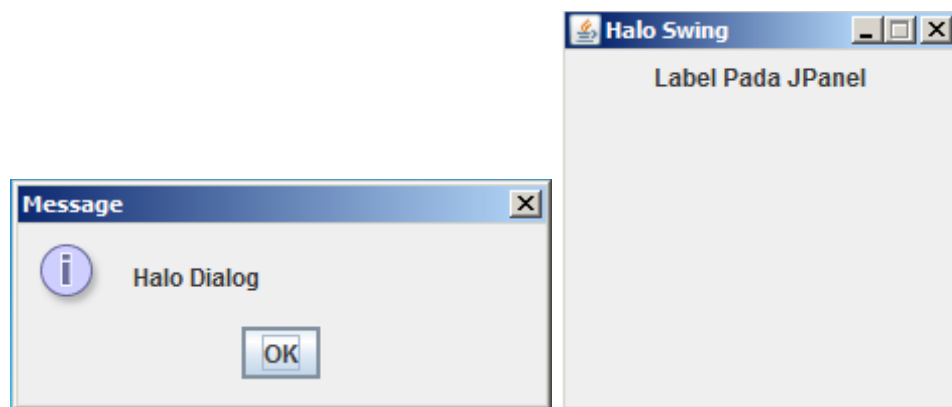 Message
Halo Dialog
OK
Halo Swing
Label Pada JPanel